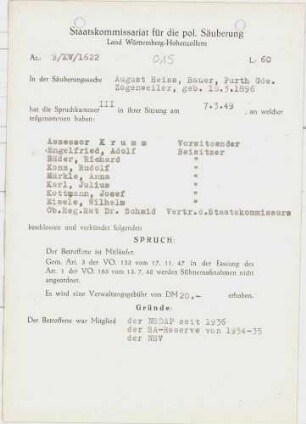 Staatskommissariat für die pol. Säuberung
Land Württemberg-Hohenzollern
Az. 9/XV/1622 015 L. 60
In der Säuberungssache August Heiss, Bauer, Furth Gde.
Zogenweiler, geb. 10.3.1896
hat die Spruchkammer III in ihrer Sitzung am 7.3.49 , an welcher
teilgenommen haben:
Assessor K r u m m Vorsitzender
Engelfried, Adolf Beisitzer
Bäder, Richard "
Kons, Rudolf "
Märkle, Anna "
Karl, Julius "
Kottmann, Josef "
Eisele, Wilhelm "
Ob.Reg.Rat Dr. Schmid Vertr.d.Staatskommissars
beschlossen und verkündet folgenden
SPRUCH:
Der Betroffene ist Mitläufer.
Gem. Art. 3 der VO. 133 vom 17. 11. 47 in der Fassung des
Art. 1 der VO. 165 vom 13. 7. 48 werden Sühnemaßnahmen nicht
angeordnet.
Es wird eine Verwaltungsgebühr von DM 20,- erhoben.
Gründe:
Der Betroffene war Mitglied der NSDAP seit 1936
der SA-Reserve von 1934-35
der NSV